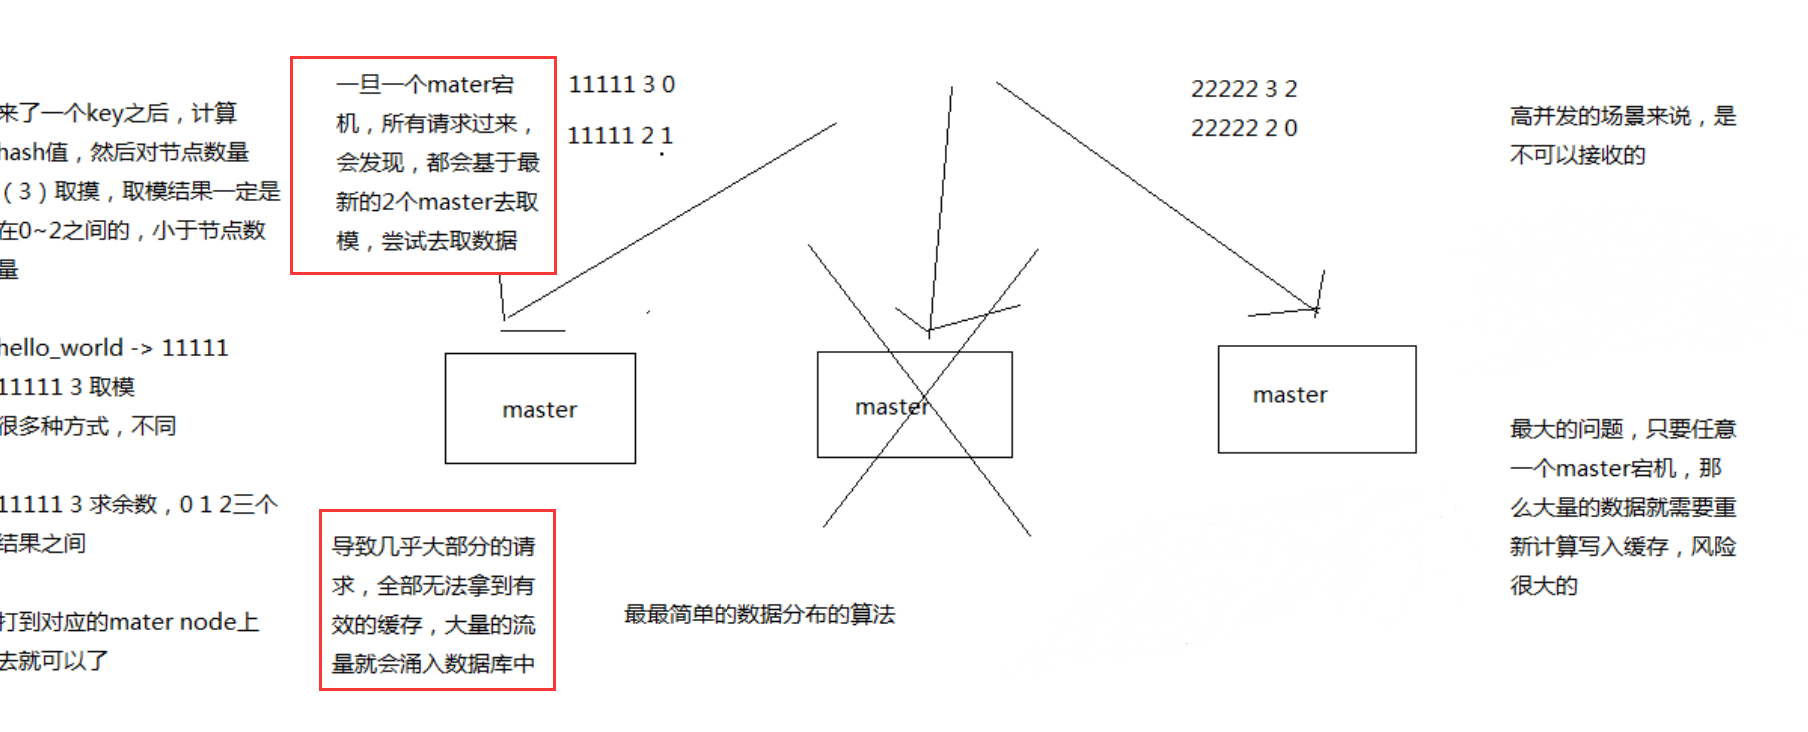 来了一个key之后，计算
hash值，然后对节点数量
（3）取摸，取模结果一定是
在0~2之间的，小于节点数
量
hello_world -> 11111
11111 3 取模
很多种方式，不同
11111 3 求余数，0 1 2三个
结果之间
打到对应的mater node上
去就可以了
一旦一个mater宕
机，所有请求过来，
会发现，都会基于最
新的2个master去取
模，尝试去取数据
11111 3 0
11111 2 1
22222 3 2
22222 2 0
高并发的场景来说，是
不可以接收的
master
master
master
导致几乎大部分的请
求，全部无法拿到有
效的缓存，大量的流
量就会涌入数据库中
最最简单的数据分布的算法
最大的问题，只要任意
一个master宕机，那
么大量的数据就需要重
新计算写入缓存，风险
很大的